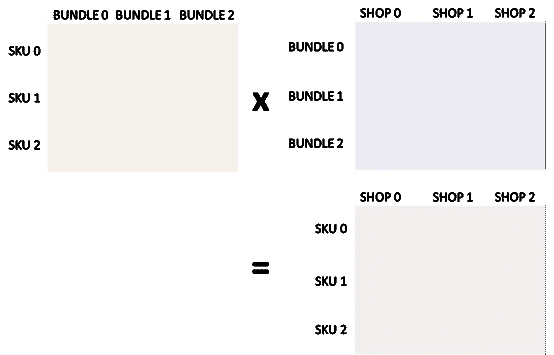 BUNDLE 0 BUNDLE 1 BUNDLE 2
SKU 0
SKU 1
SKU 2
X
SHOP 0 SHOP 1 SHOP 2
BUNDLE 0
BUNDLE 1
BUNDLE 2
=
SHOP 0 SHOP 1 SHOP 2
SKU 0
SKU 1
SKU 2